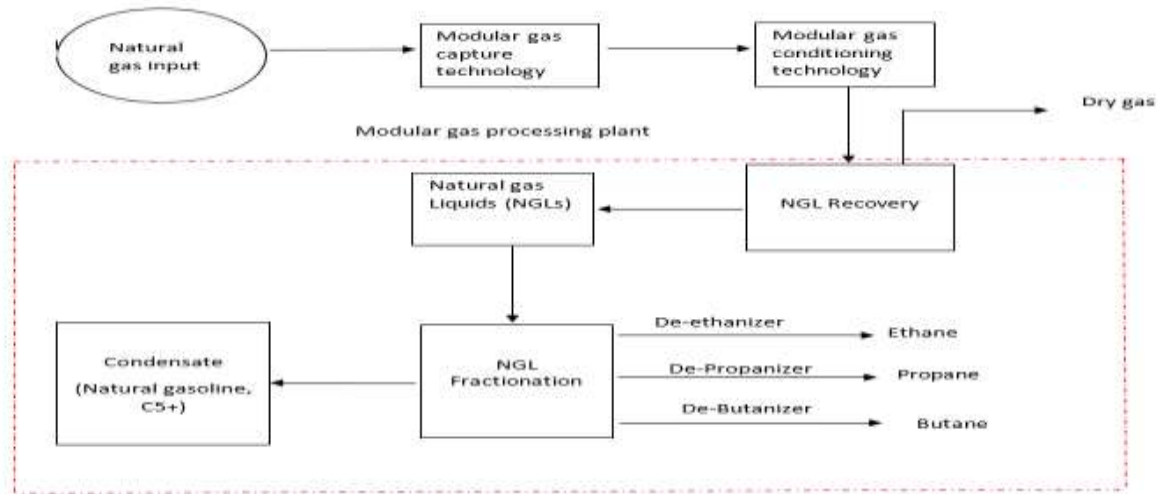 Natural
gas input
Modular gas
capture
technology
Modular gas
conditioning
technology
Dry gas
Modular gas processing plant
Natural gas
Liquids (NGLs)
NGL Recovery
De-ethanizer
Ethane
Condensate
(Natural gasoline,
C5+)
NGL
Fractionation
De-Propanizer
Propane
De-Butanizer
Butane